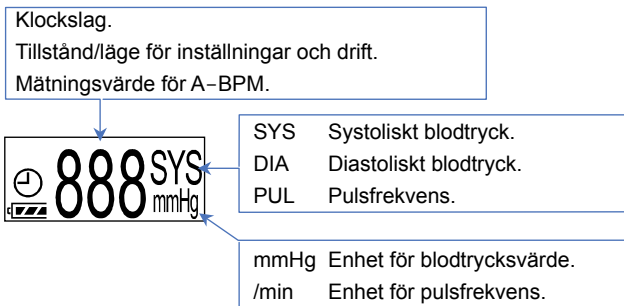 Klockslag.
Tillstånd/läge för inställningar och drift.
Mätningsvärde för A-BPM.
888 SYS
mmHg
SYS Systoliskt blodtryck.
DIA Diastoliskt blodtryck.
PUL Pulsfrekvens.
mmHg Enhet för blodtrycksvärde.
/min Enhet för pulsfrekvens.